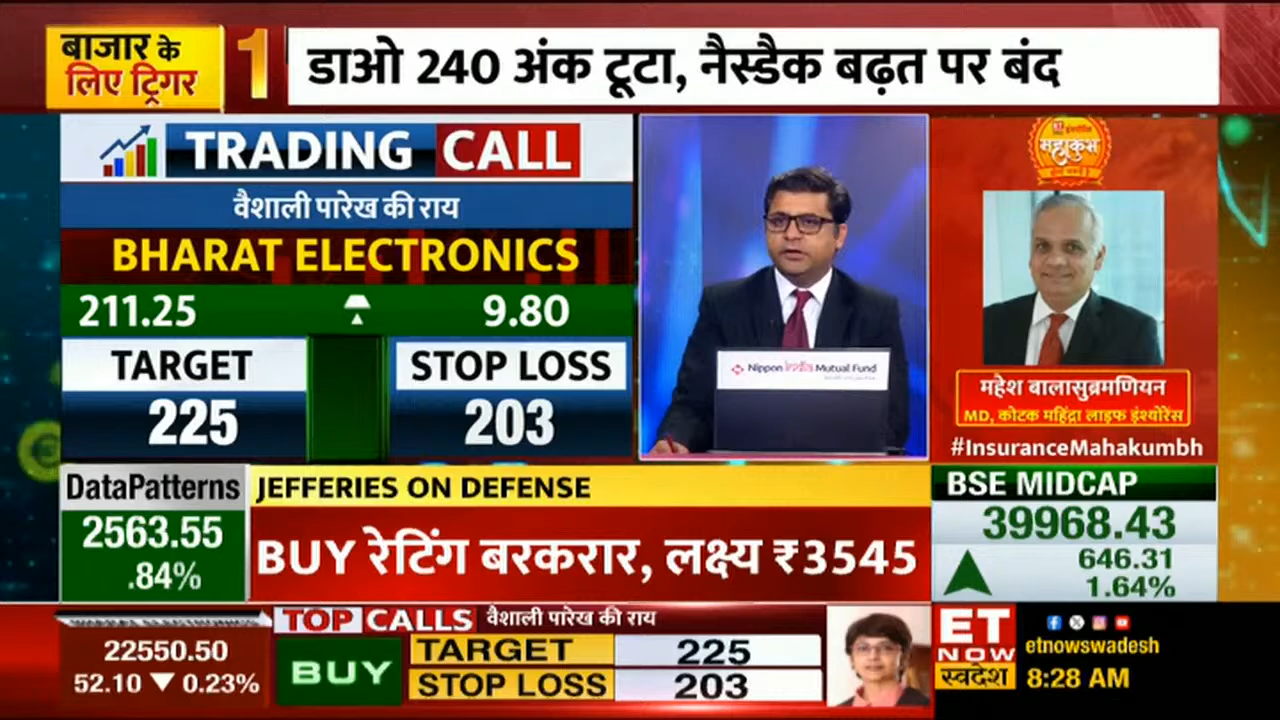 बाजार के
लिए ट्रिगर
1
डाओ 240 अंक टूटा, नैस्डैक बढ़त पर बंद
TRADING CALL
वैशाली पारेख की राय
BHARAT ELECTRONICS
211.25 9.80
TARGET STOP LOSS
225 203
Nippon india Mutual Fund
महाकुंभ
महेश बालासुब्रमणियन
MD, कोटक महिंद्रा लाइफ इंश्योरेंस
#InsuranceMahakumbh
DataPatterns
2563.55
.84%
JEFFERIES ON DEFENSE
BUY रेटिंग बरकरार, लक्ष्य ₹3545
BSE MIDCAP
39968.43
646.31
1.64%
22550.50
52.10 0.23%
TOP CALLS वैशाली पारेख की राय
BUY
TARGET 225
STOP LOSS 203
ET
NOW
स्वदेश
etnowswadesh
8:28 AM